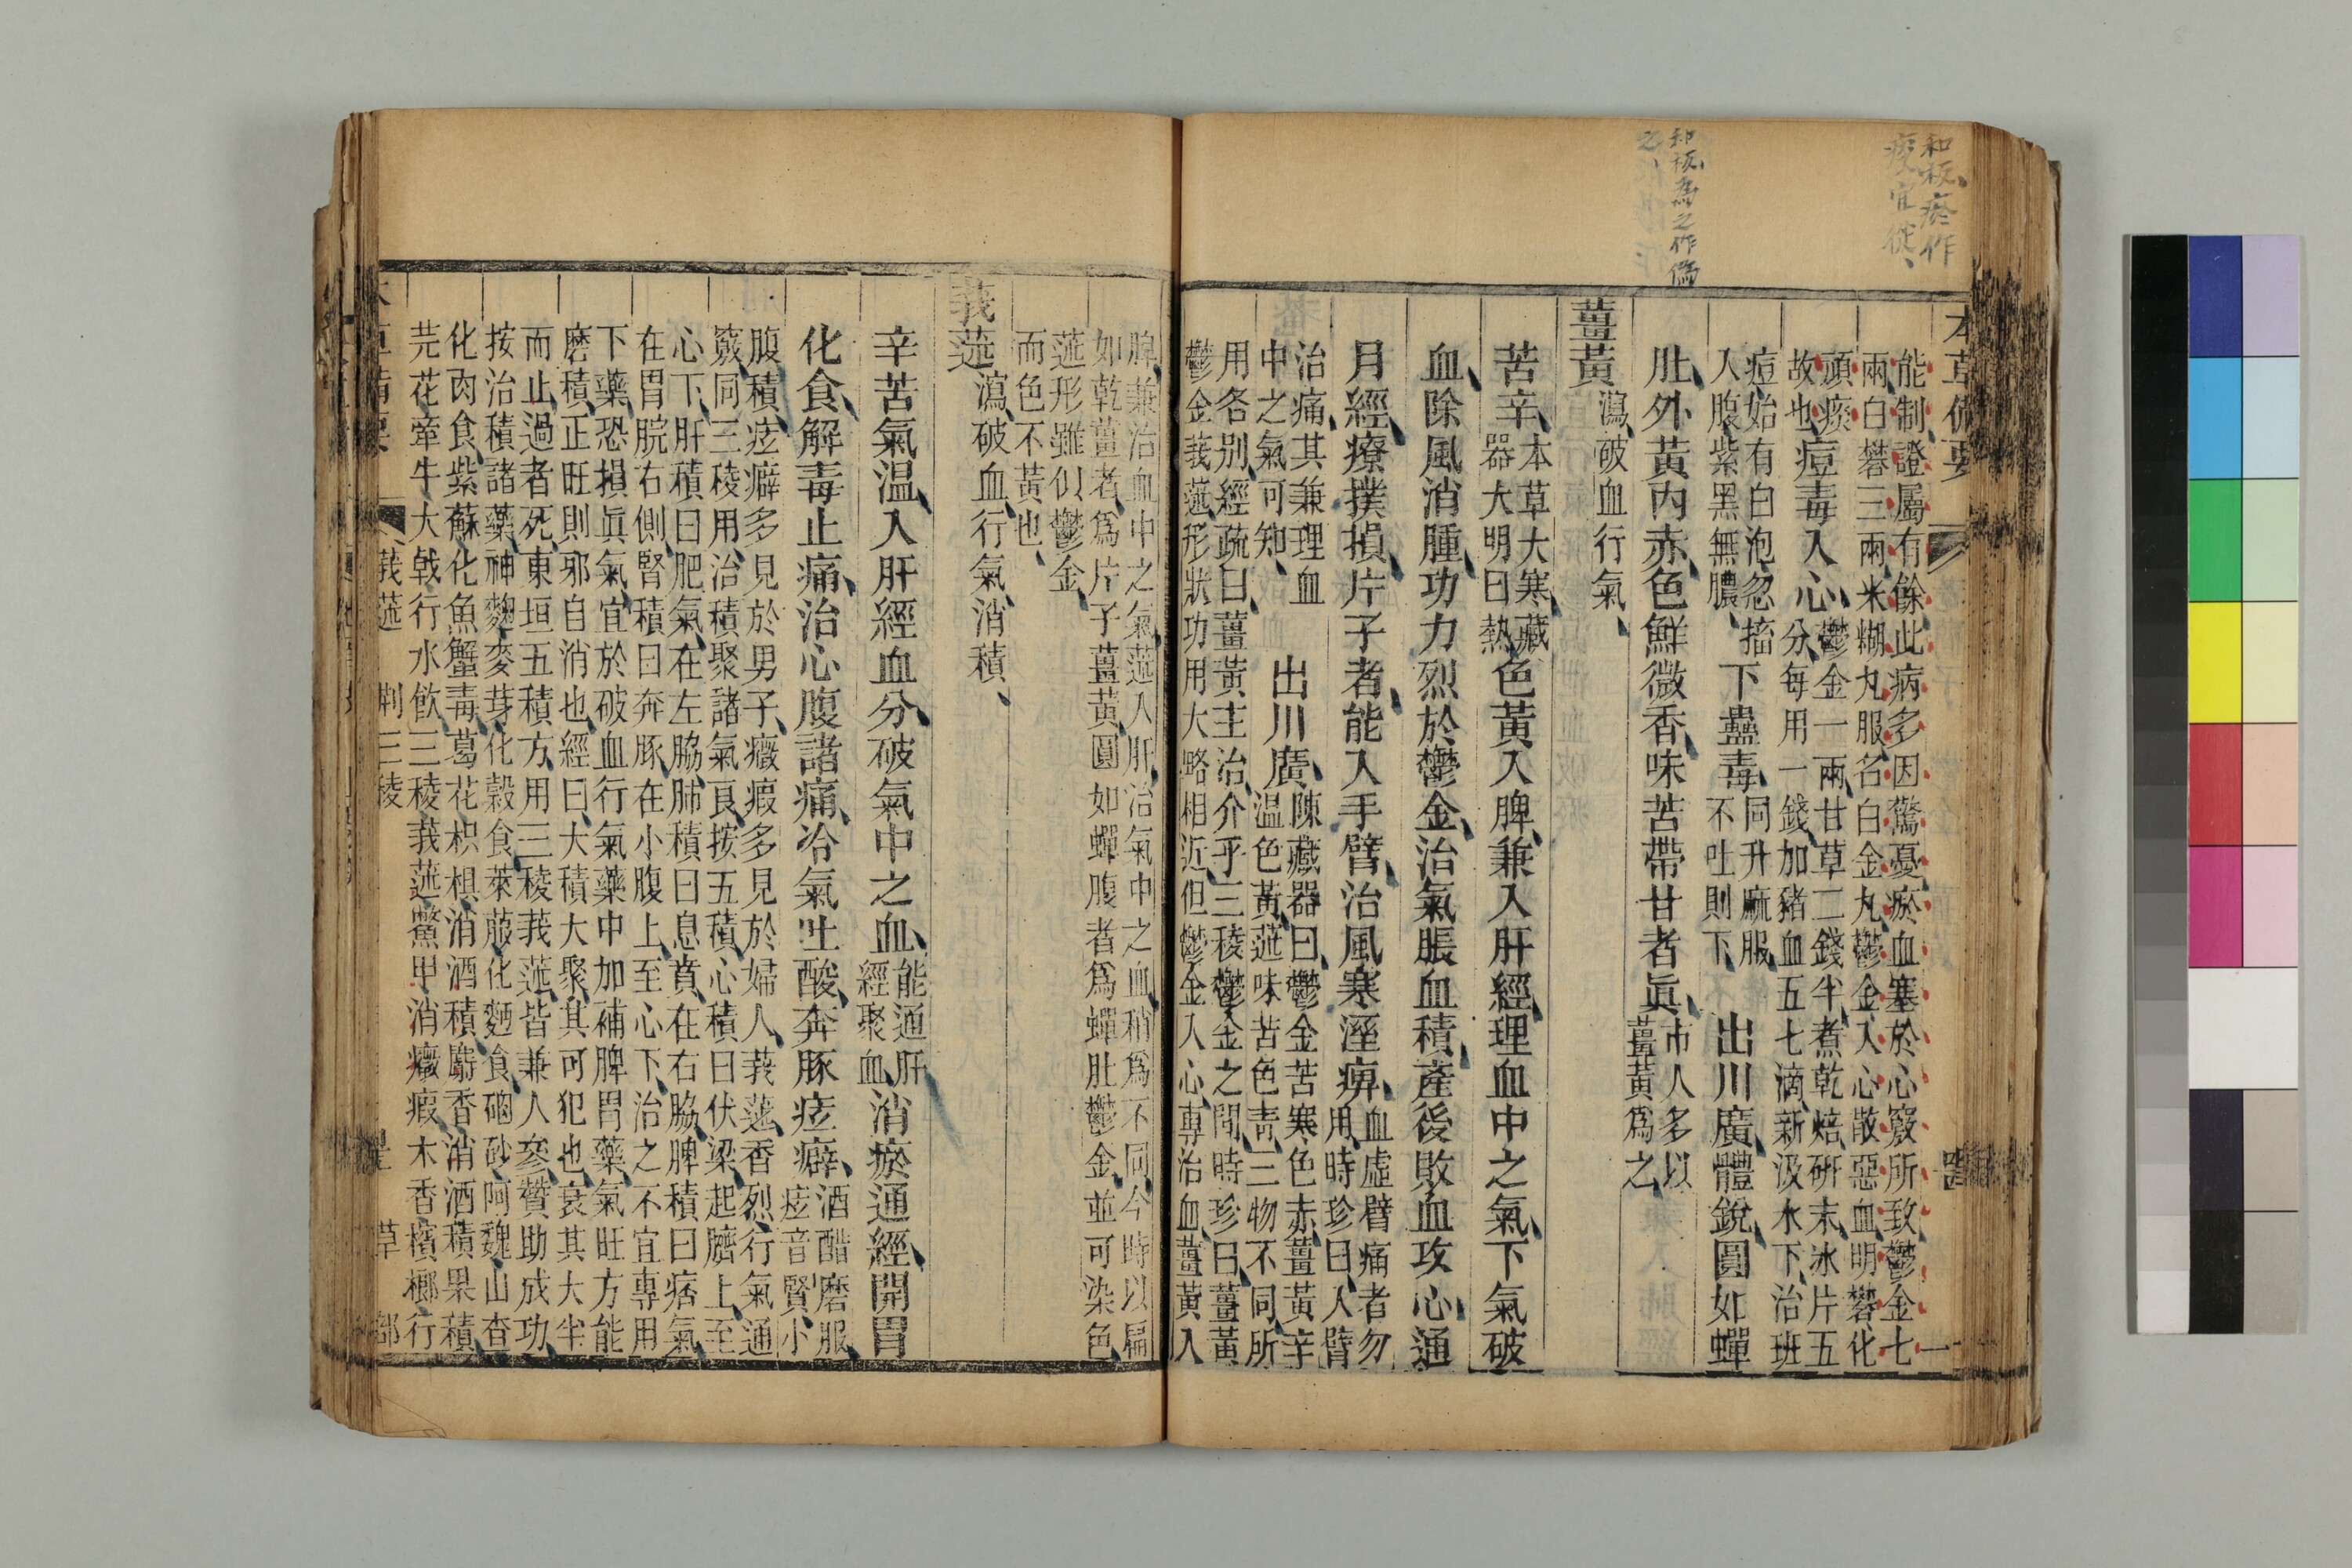 和板、瘀作
疫宜從、
和板為之作偽
本草備要
能制證屬有餘此病多因驚憂瘀血塞於心竅所致鬱金七
兩白礬三兩米糊丸服名白金丸鬱金入心散惡血明礬化
頑痰
故也
痘毒入心
鬱金一兩甘草二錢半煮乾焙研末冰片五
分每用一錢加豬血五七滴新汲水下治班
痘始有白泡忽搐
入腹紫黑無膿
下蠱毒
同升麻服
不吐則下
出川廣體銳圓如蟬
肚外黃內赤色鮮微香味苦帶甘者眞
市人多以
薑黃爲之
薑黃
瀉破血行氣
苦辛
本草大寒藏
器大明曰熱
色黃入脾兼入肝經理血中之氣下氣破
血除風消腫功力烈於鬱金治氣脹血積產後敗血攻心通
月經療撲損片子者能入手臂治風寒溼痹
血虛臂痛者勿
用時珍曰入臂
治痛其兼理血
中之氣可知
出川廣
陳藏器曰鬱金苦寒色赤薑黃辛
温色黃莁味苦色靑三物不同所
用各別經疏曰薑黃主治介乎三稜鬱金之間時珍曰薑黃
鬱金莪莁形狀功用大略相近但鬱金入心專治血薑黃入
脾兼治血中之氣莁入肝治氣中之血稍爲不同今時以扁
如乾薑者爲片子薑黃圓如蟬腹者爲蟬肚鬱金並可染色
莁形雖似鬱金
而色不黃也
莪莁
瀉破血行氣消積
辛苦氣温入肝經血分破氣中之血
能通肝
經聚血
消瘀通經開胃
化食解毒止痛治心腹諸痛冷氣吐酸奔豚痃癖
酒醋磨服
痃音賢小
腹積痃癖多見於男子癥瘕多見於婦人莪莁香烈行氣通
竅同三稜用治積聚諸氣良按五積心積曰伏梁起臍上至
心下肝積曰肥氣在左脇肺積曰息賁在右脇脾積曰痞氣
在胃脘右側腎積曰奔豚在小腹上至心下治之不宜專用
下藥恐損眞氣宜於破血行氣藥中加補脾胃藥氣旺方能
磨積正旺則邪自消也經曰大積大聚其可犯也衰其大半
而止過者死東垣五積方用三稜莪莁皆兼人參贊助成功
按治積諸藥神麴麥芽化穀食萊菔化麪食硇砂阿魏山查
化肉食紫蘇化魚蟹毒葛花枳椇消酒積麝香消酒積果積
芫花牽牛大戟行水飮三稜莪莁鱉甲消癥瘕木香檳榔行
莪莁 荆三稜
草部